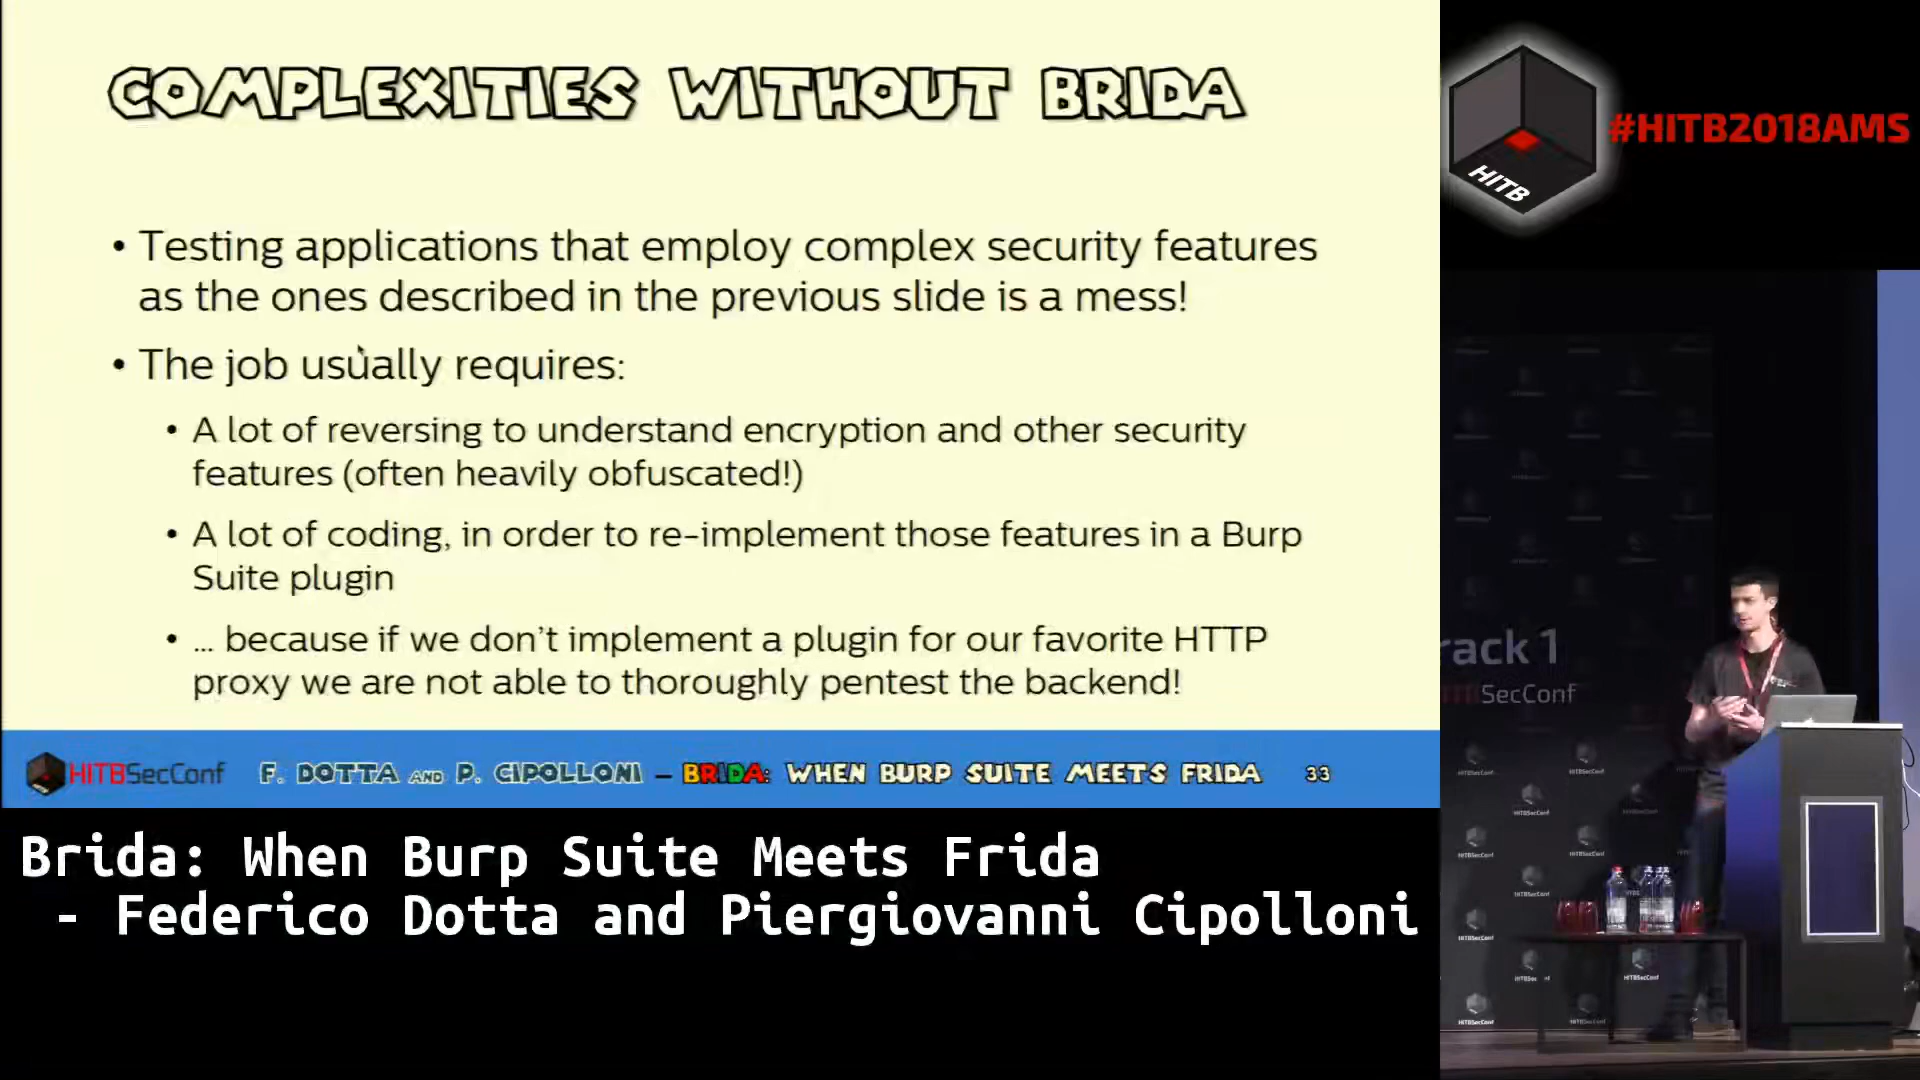 COMPLEXITIES WITHOUT BRIDA
• Testing applications that employ complex security features
as the ones described in the previous slide is a mess!
• The job usually requires:
• A lot of reversing to understand encryption and other security
features (often heavily obfuscated!)
• A lot of coding, in order to re-implement those features in a Burp
Suite plugin
• ... because if we don't implement a plugin for our favorite HTTP
proxy we are not able to thoroughly pentest the backend!
HITBSecConf F. DOTTA AND P. CIPOLLONI – BRIDA: WHEN BURP SUITE MEETS FRIDA 33
Brida: When Burp Suite Meets Frida
- Federico Dotta and Piergiovanni Cipolloni
HITB
#HITB2018AMS
rack 1
SecConf
HITBSecConf
HITBSecConf